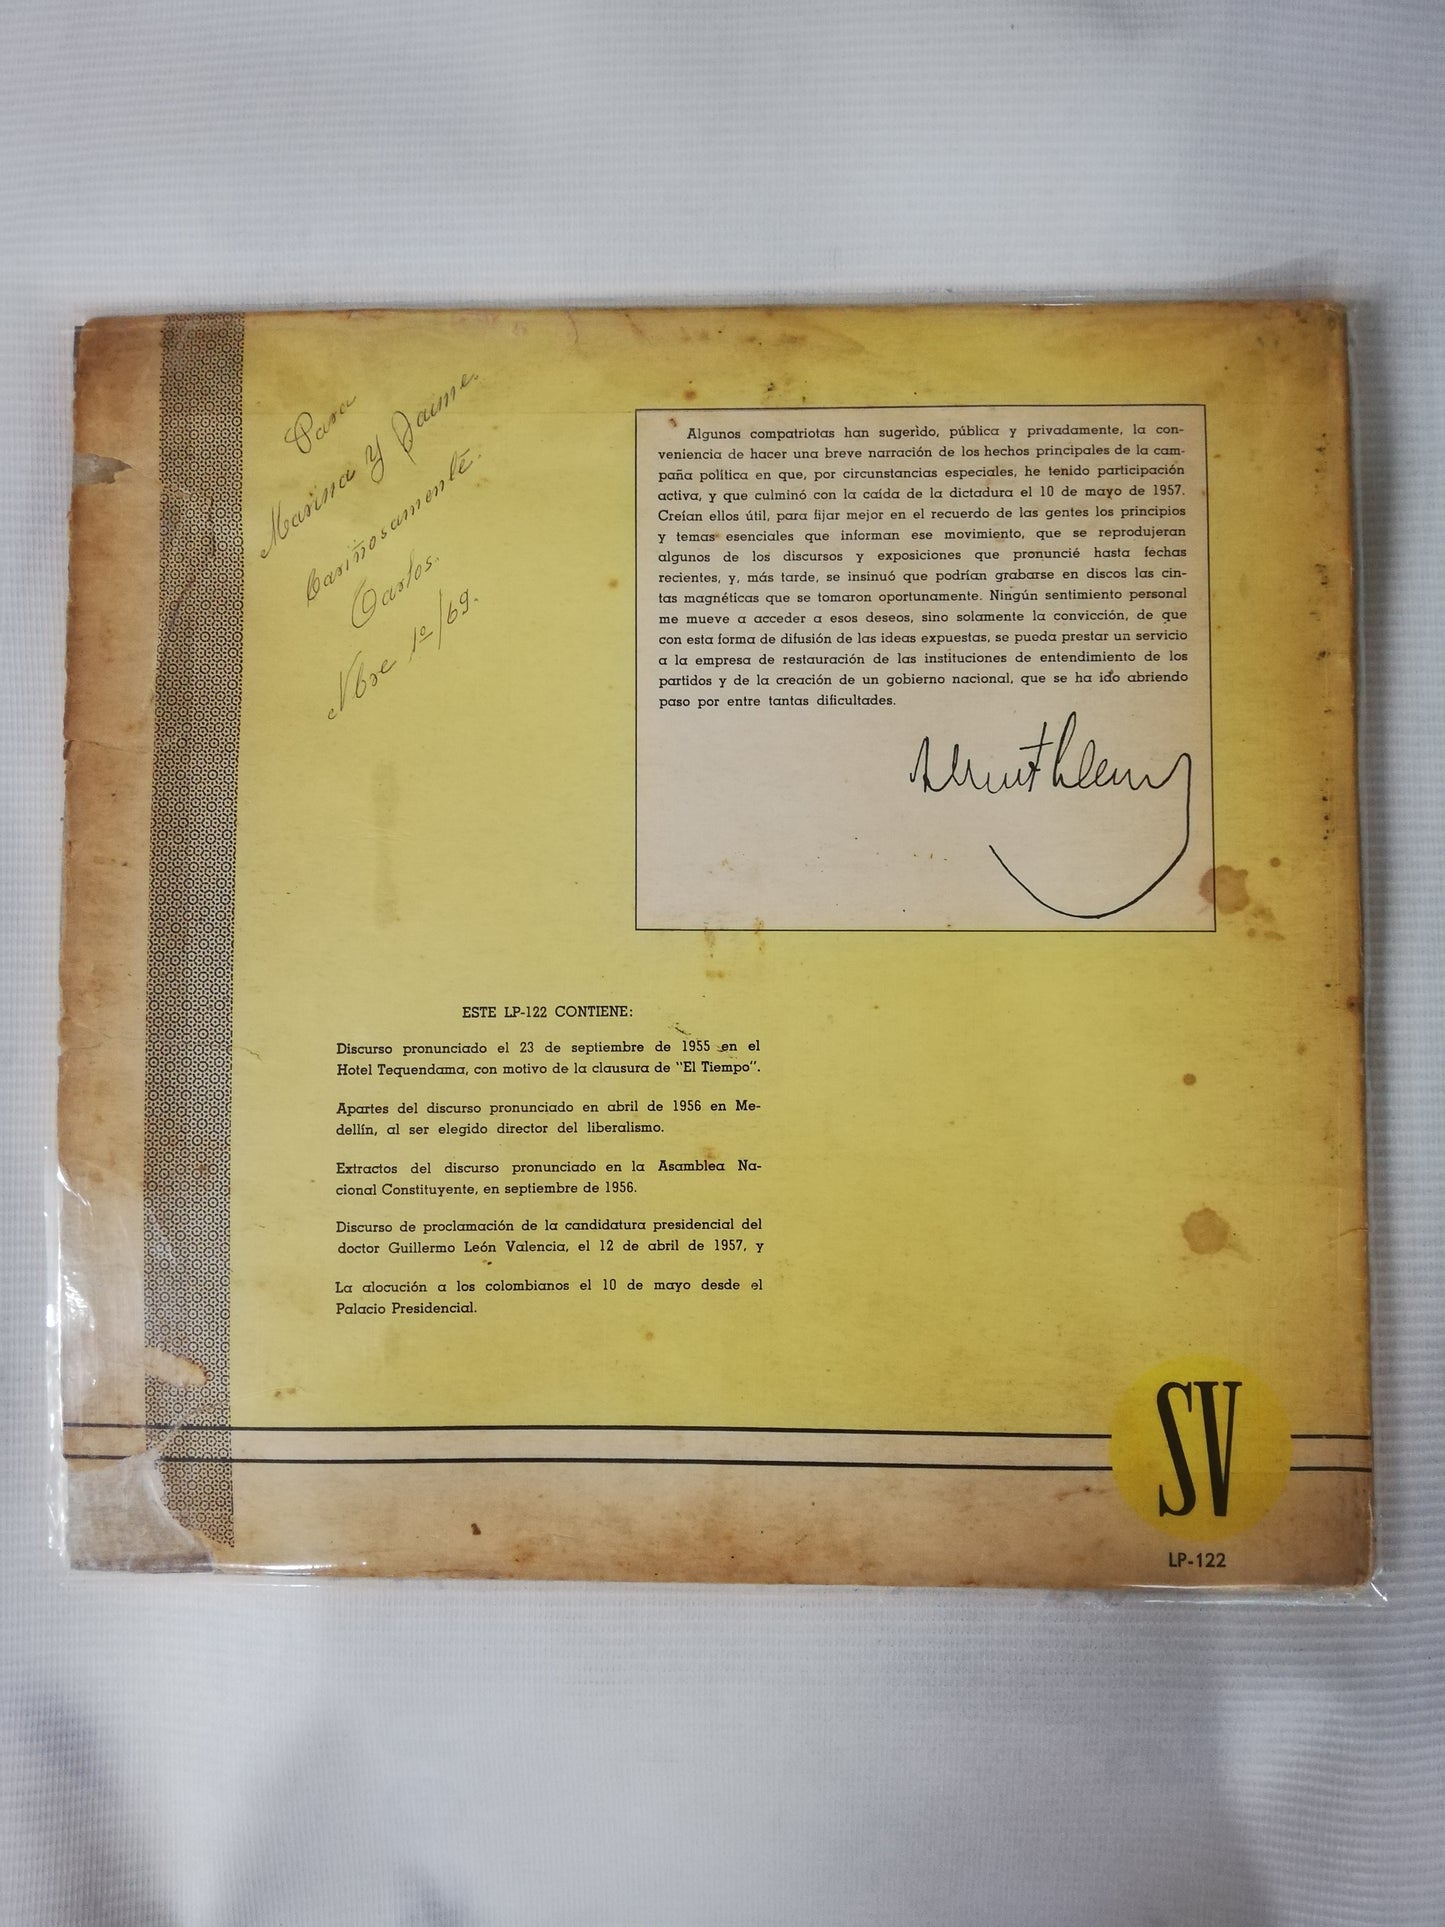 Para
Marina y Jaime.
Cariñosamente.
Carlos.
Nbre 1º/69.
Algunos compatriotas han sugerido, pública y privadamente, la con-
veniencia de hacer una breve narración de los hechos principales de la cam-
paña política en que, por circunstancias especiales, he tenido participación
activa, y que culminó con la caída de la dictadura el 10 de mayo de 1957.
Creían ellos útil, para fijar mejor en el recuerdo de las gentes los principios
y temas esenciales que informan ese movimiento, que se reprodujeran
algunos de los discursos y exposiciones que pronuncié hasta fechas
recientes, y, más tarde, se insinuó que podrían grabarse en discos las cin-
tas magnéticas que se tomaron oportunamente. Ningún sentimiento personal
me mueve a acceder a esos deseos, sino solamente la convicción, de que
con esta forma de difusión de las ideas expuestas, se pueda prestar un servicio
a la empresa de restauración de las instituciones de entendimiento de los
partidos y de la creación de un gobierno nacional, que se ha ido abriendo
paso por entre tantas dificultades.
ESTE LP-122 CONTIENE:
Discurso pronunciado el 23 de septiembre de 1955 en el
Hotel Tequendama, con motivo de la clausura de "El Tiempo".
Apartes del discurso pronunciado en abril de 1956 en Me-
dellín, al ser elegido director del liberalismo.
Extractos del discurso pronunciado en la Asamblea Na-
cional Constituyente, en septiembre de 1956.
Discurso de proclamación de la candidatura presidencial del
doctor Guillermo León Valencia, el 12 de abril de 1957, y
La alocución a los colombianos el 10 de mayo desde el
Palacio Presidencial.
SV
LP-122